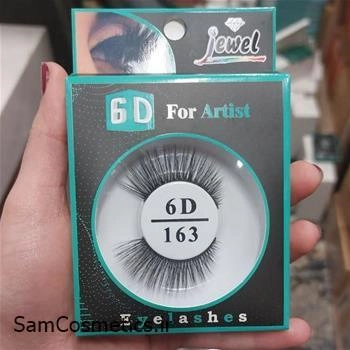 jewel
6D For Artist
6D
163
Eyelashes
SamCosmetics.ir